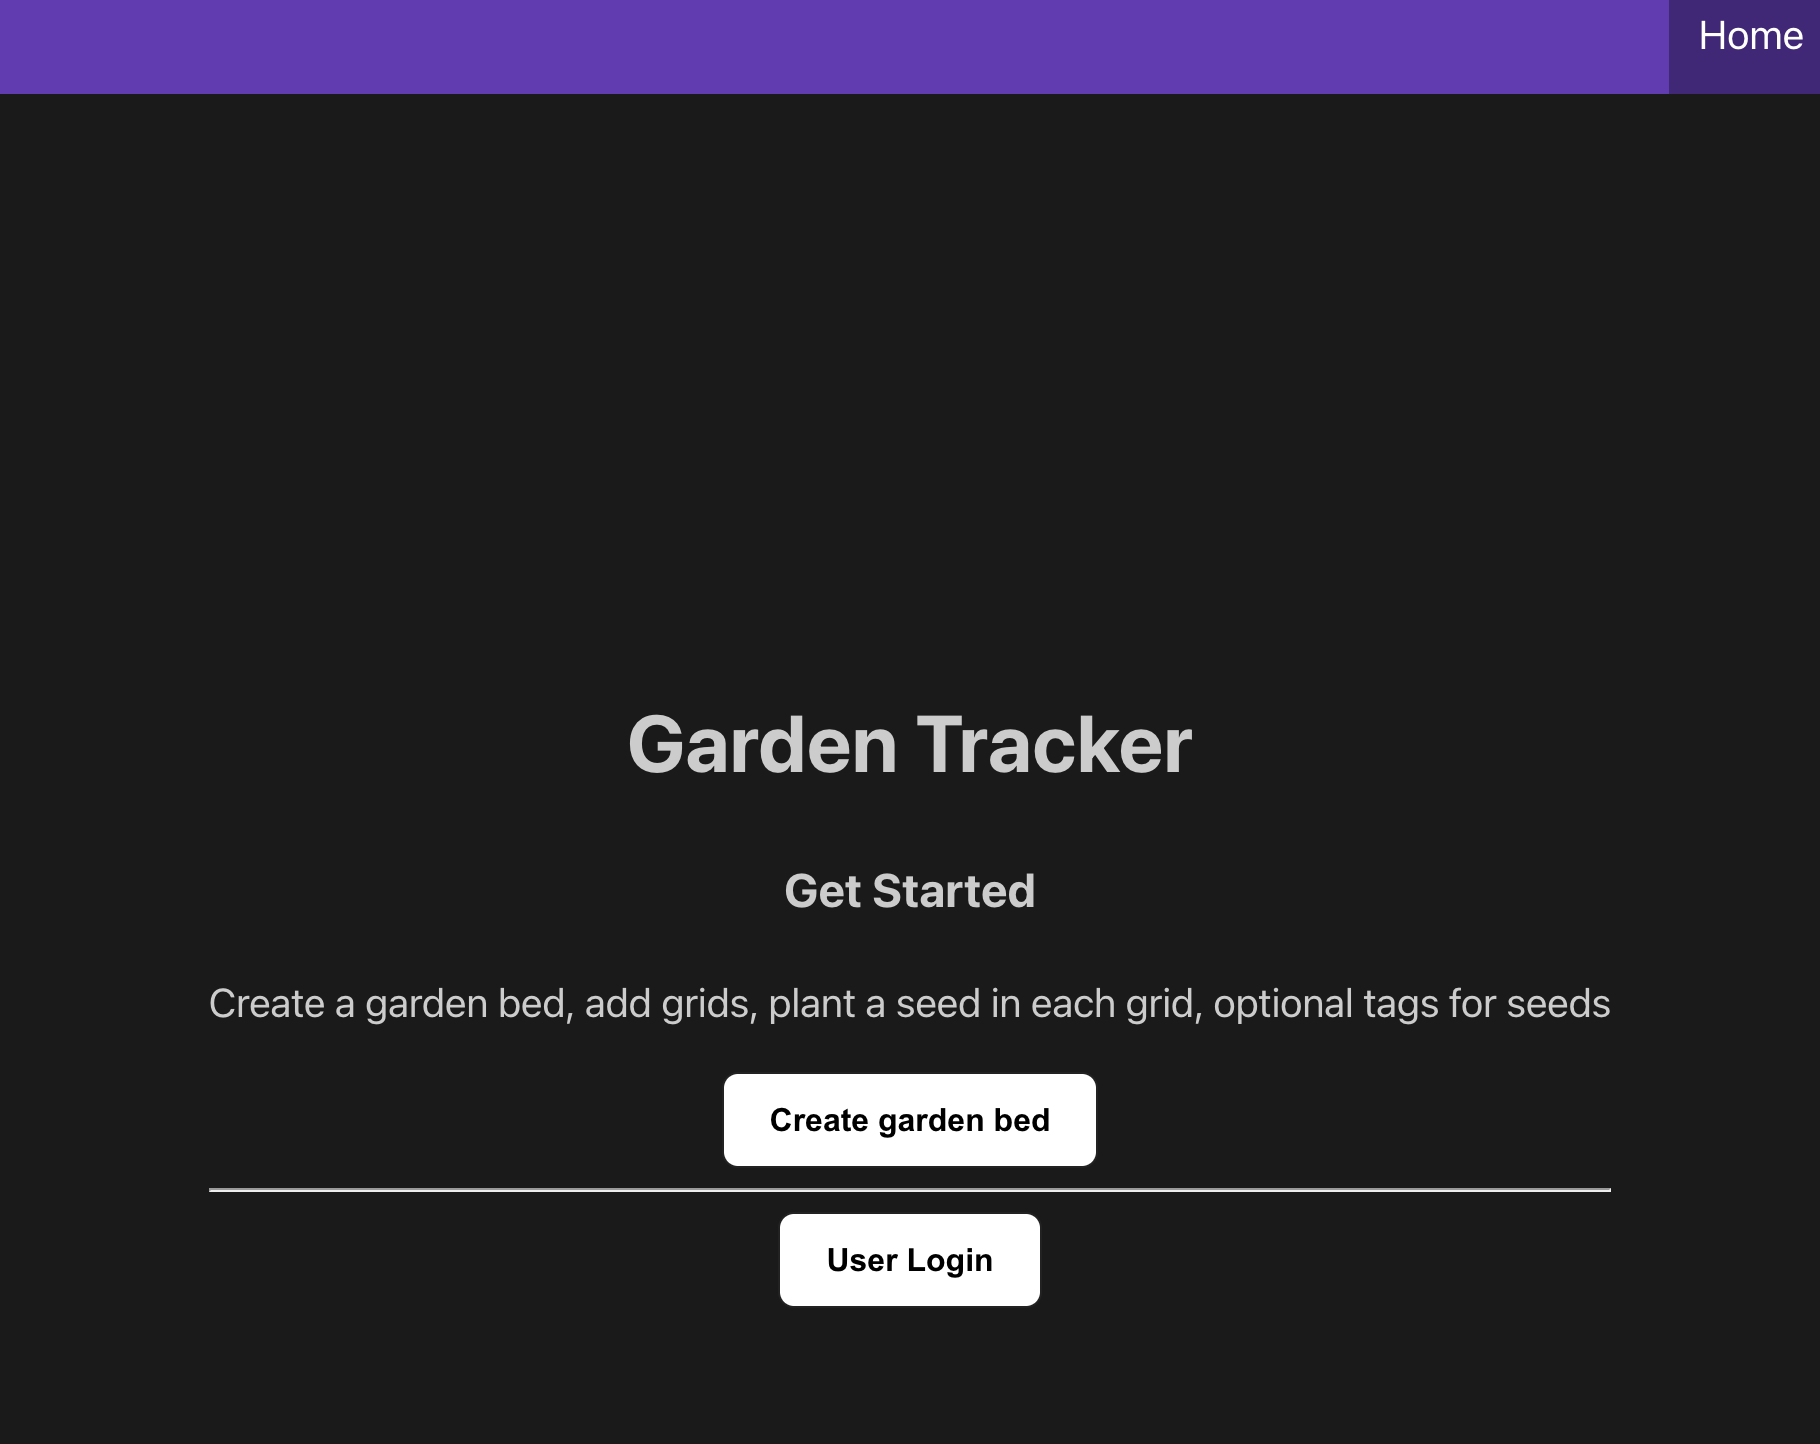 Home
Garden Tracker
Get Started
Create a garden bed, add grids, plant a seed in each grid, optional tags for seeds
Create garden bed
User Login